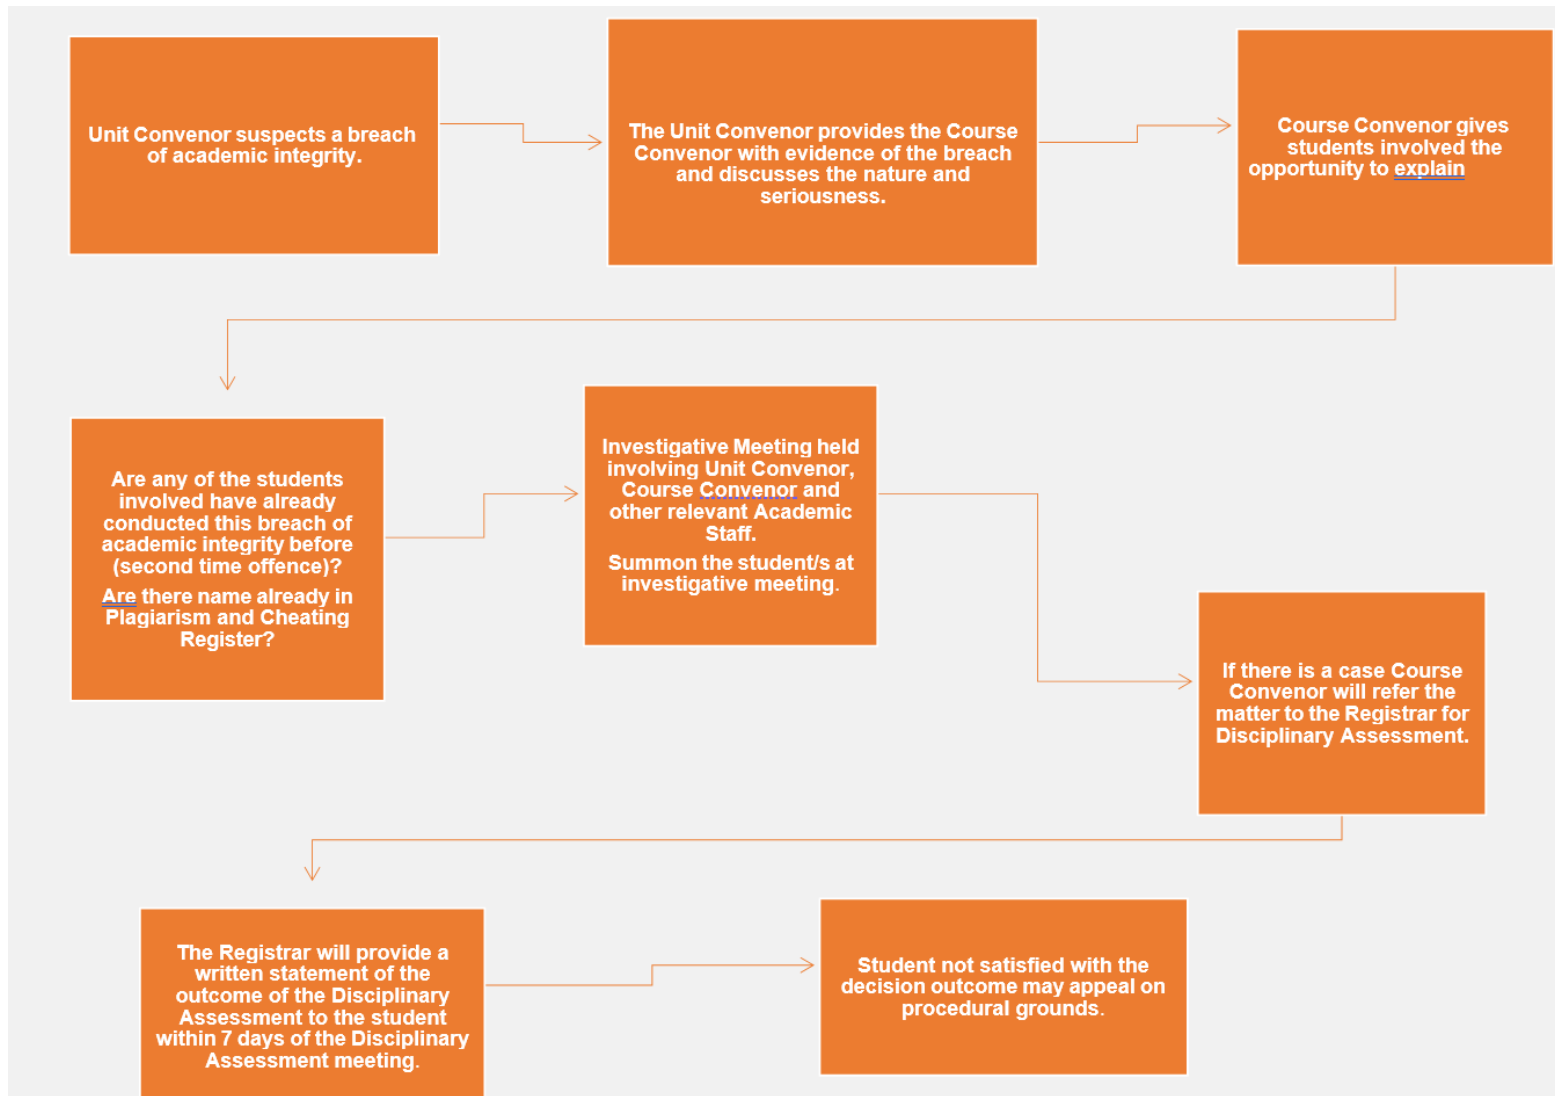 Unit Convenor suspects a breach
of academic integrity.
The Unit Convenor provides the Course
Convenor with evidence of the breach
and discusses the nature and
seriousness.
Course Convenor gives
students involved the
opportunity to explain
Are any of the students
involved have already
conducted this breach of
academic integrity before
(second time offence)?
Are there name already in
Plagiarism and Cheating
Register?
Investigative Meeting held
involving Unit Convenor,
Course Convenor and
other relevant Academic
Staff.
Summon the student/s at
investigative meeting.
If there is a case Course
Convenor will refer the
matter to the Registrar for
Disciplinary Assessment.
The Registrar will provide a
written statement of the
outcome of the Disciplinary
Assessment to the student
within 7 days of the Disciplinary
Assessment meeting.
Student not satisfied with the
decision outcome may appeal on
procedural grounds.